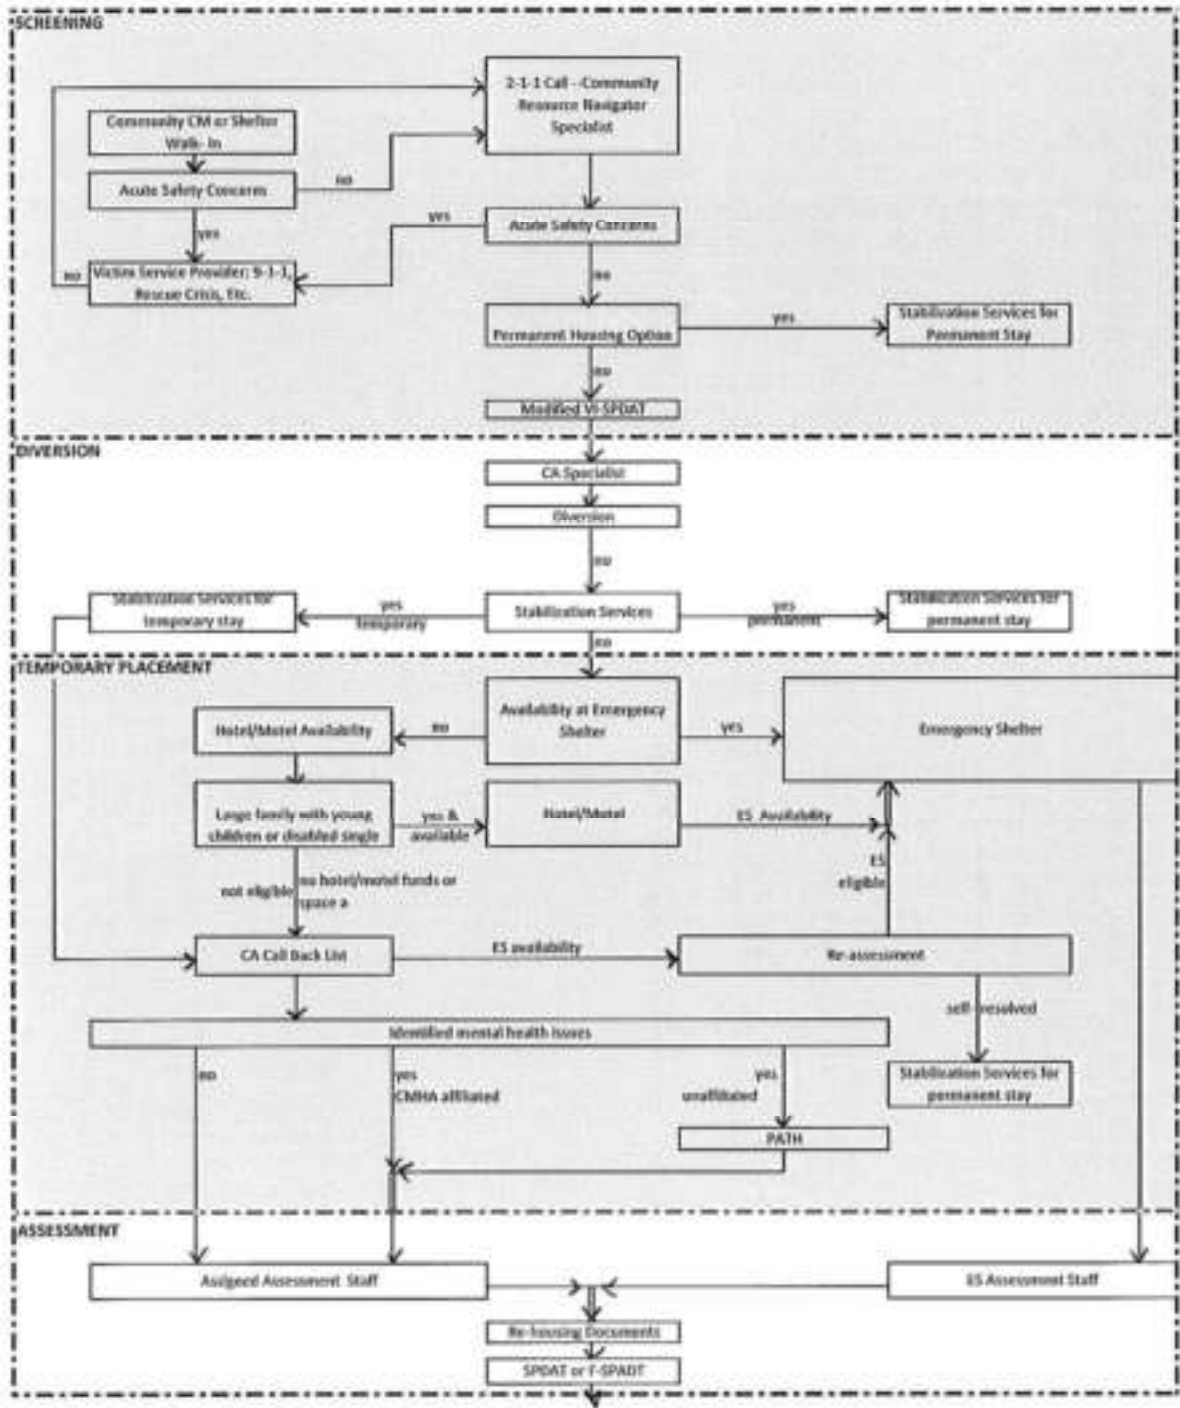 SCREENING
2-1-1 Call --Community
Resource Navigator
Specialist
Community CM or Shelter
Walk- In
Acute Safety Concerns
no
yes
Acute Safety Concerns
yes
no
Victim Service Provider; 9-1-1,
Rescue Crisis, Etc.
no
Permanent Housing Option
yes
Stabilization Services for
Permanent Stay
no
Modified VI-SPDAT
DIVERSION
CA Specialist
Diversion
no
Stabilization Services for
temporary stay
yes
temporary
Stabilization Services
yes
permanent
Stabilization Services for
permanent stay
no
TEMPORARY PLACEMENT
Hotel/Motel Availability
no
Availability at Emergency
Shelter
yes
Emergency Shelter
Large family with young
children or disabled single
yes &
available
Hotel/Motel
ES Availability
ES
eligible
not eligible
no hotel/motel funds or
space a
CA Call Back List
ES availability
Re-assessment
self-resolved
Identified mental health issues
no
yes
CMHA affiliated
yes
unaffiliated
Stabilization Services for
permanent stay
PATH
ASSESSMENT
Assigned Assessment Staff
ES Assessment Staff
Re-housing Documents
SPDAT or F-SPADT